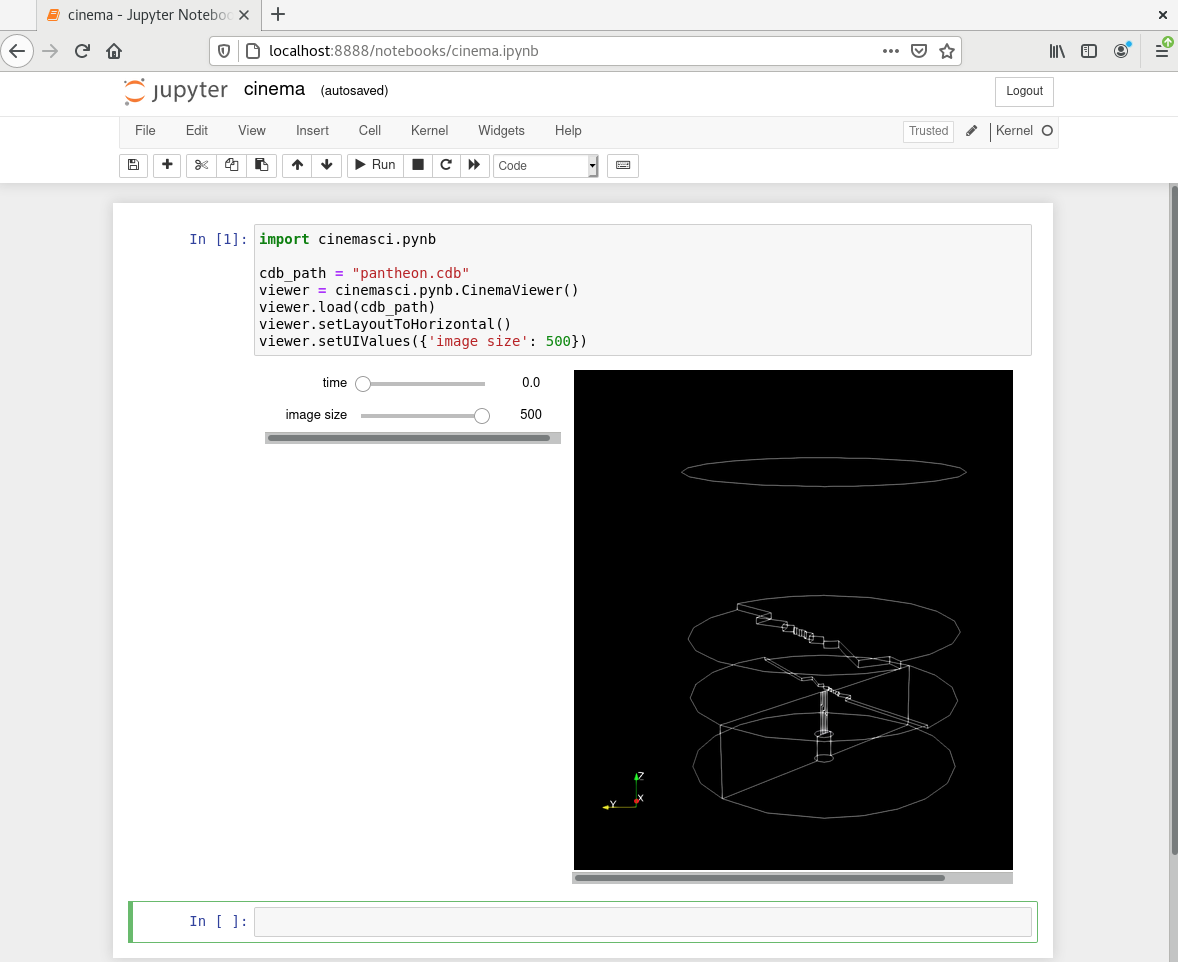 cinema - Jupyter Noteboo
localhost:8888/notebooks/cinema.ipynb
jupyter cinema (autosaved)
Logout
File Edit View Insert Cell Kernel Widgets Help
Trusted Kernel
Run Code
In [1]:
import cinemasci.pynb
cdb_path = "pantheon.cdb"
viewer = cinemasci.pynb.CinemaViewer()
viewer.load(cdb_path)
viewer.setLayoutToHorizontal()
viewer.setUIValues({'image size': 500})
time 0.0
image size 500
Z
Y X
In [ ]: